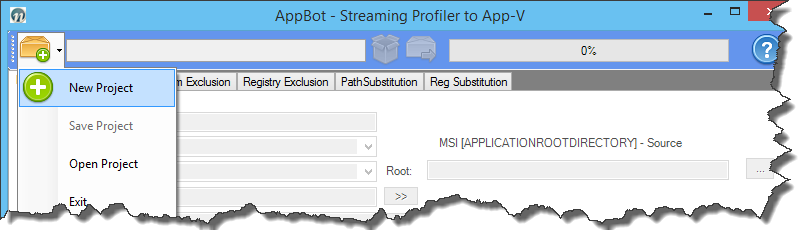 AppBot - Streaming Profiler to App-V
0%
?
Exclusion Registry Exclusion PathSubstitution Reg Substitution
New Project
Save Project
MSI [APPLICATIONROOTDIRECTORY] - Source
Open Project
Root:
...
Exit
>>